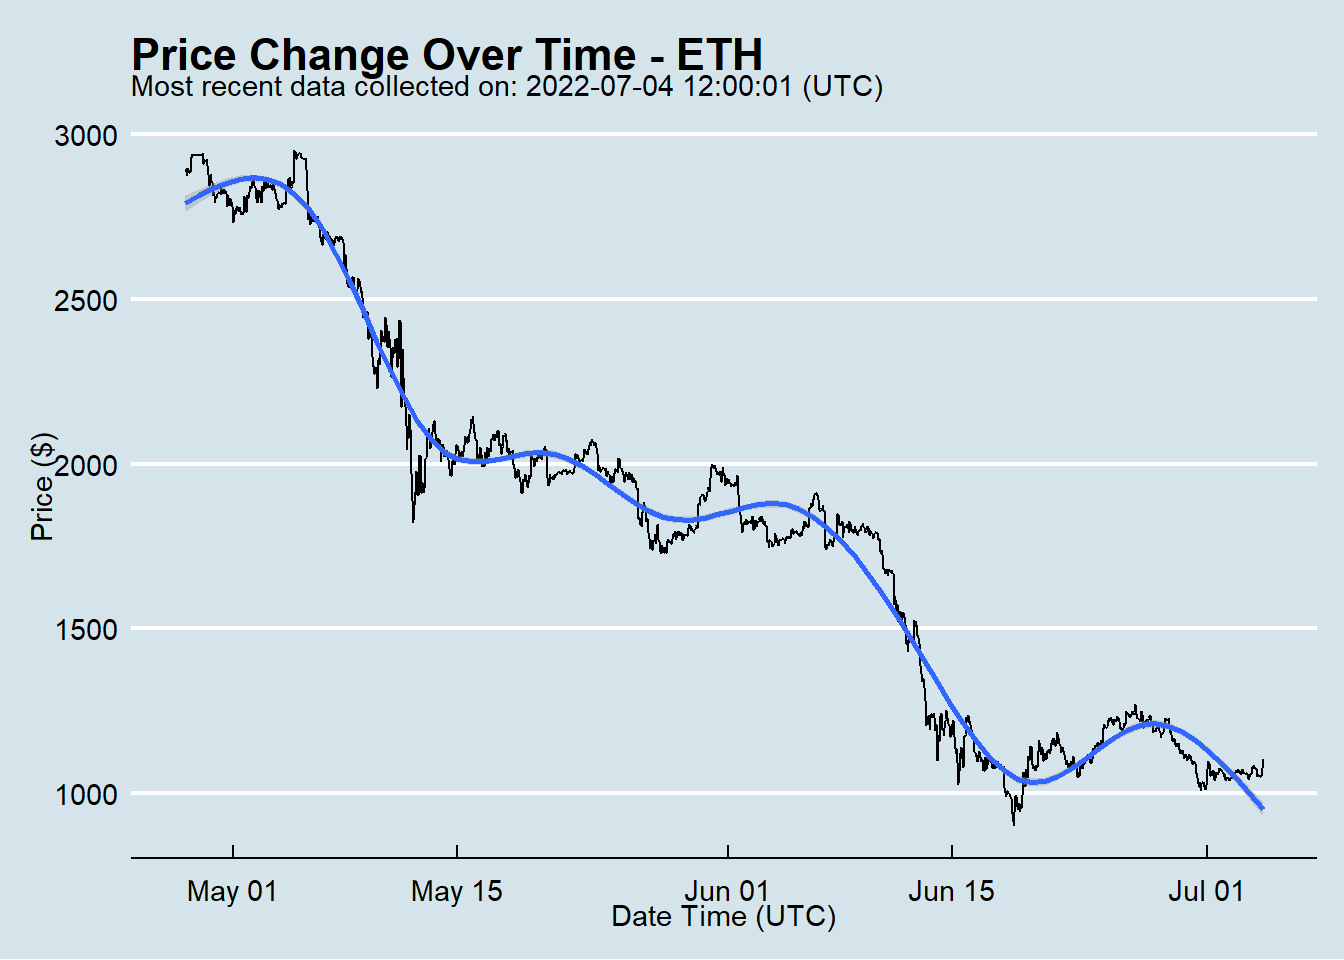 Price Change Over Time - ETH
Most recent data collected on: 2022-07-04 12:00:01 (UTC)
3000
2500
2000
1500
1000
Price ($)
May 01
May 15
Jun 01
Jun 15
Jul 01
Date Time (UTC)